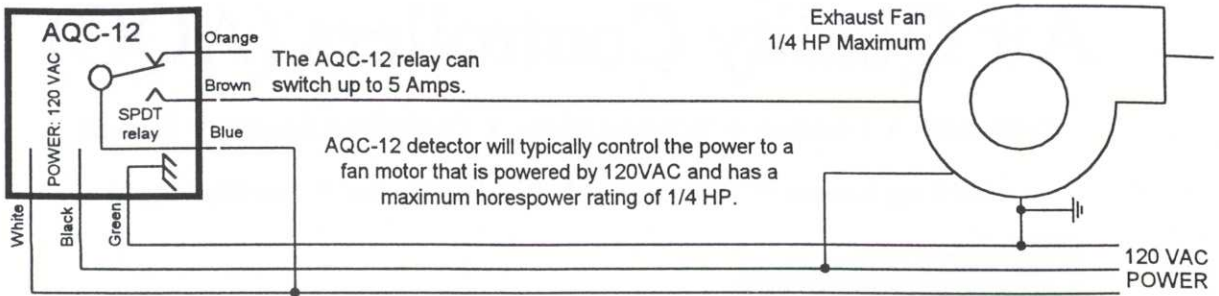 AQC-12
POWER: 120 VAC
SPDT
relay
Orange
Brown
Blue
White
Black
Green
The AQC-12 relay can
switch up to 5 Amps.
AQC-12 detector will typically control the power to a
fan motor that is powered by 120VAC and has a
maximum horespower rating of 1/4 HP.
Exhaust Fan
1/4 HP Maximum
120 VAC
POWER